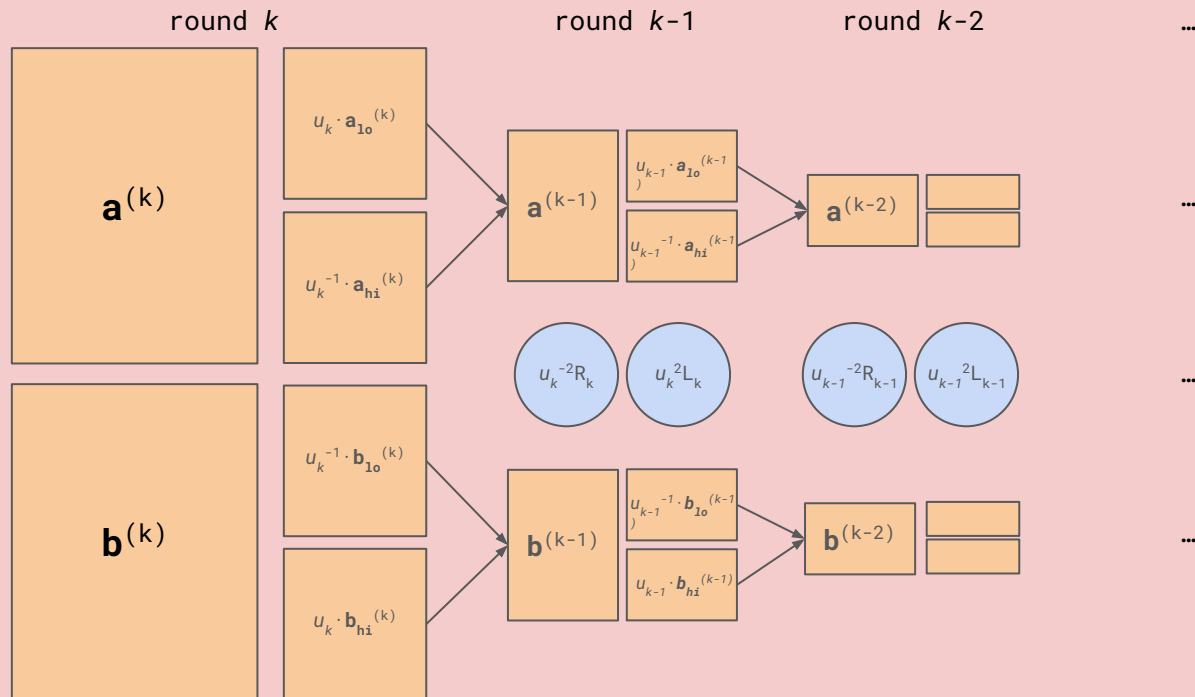 round k
round k-1
round k-2
…
a(k)
uk · alo(k)
uk-1 · ahi(k)
a(k-1)
uk-1 · alo(k-1
)
uk-1-1 · ahi(k-1
)
a(k-2)
…
uk-2Rk
uk2Lk
uk-1-2Rk-1
uk-12Lk-1
…
b(k)
uk-1 · blo(k)
uk · bhi(k)
b(k-1)
uk-1-1 · blo(k-1
)
uk-1 · bhi(k-1)
b(k-2)
…